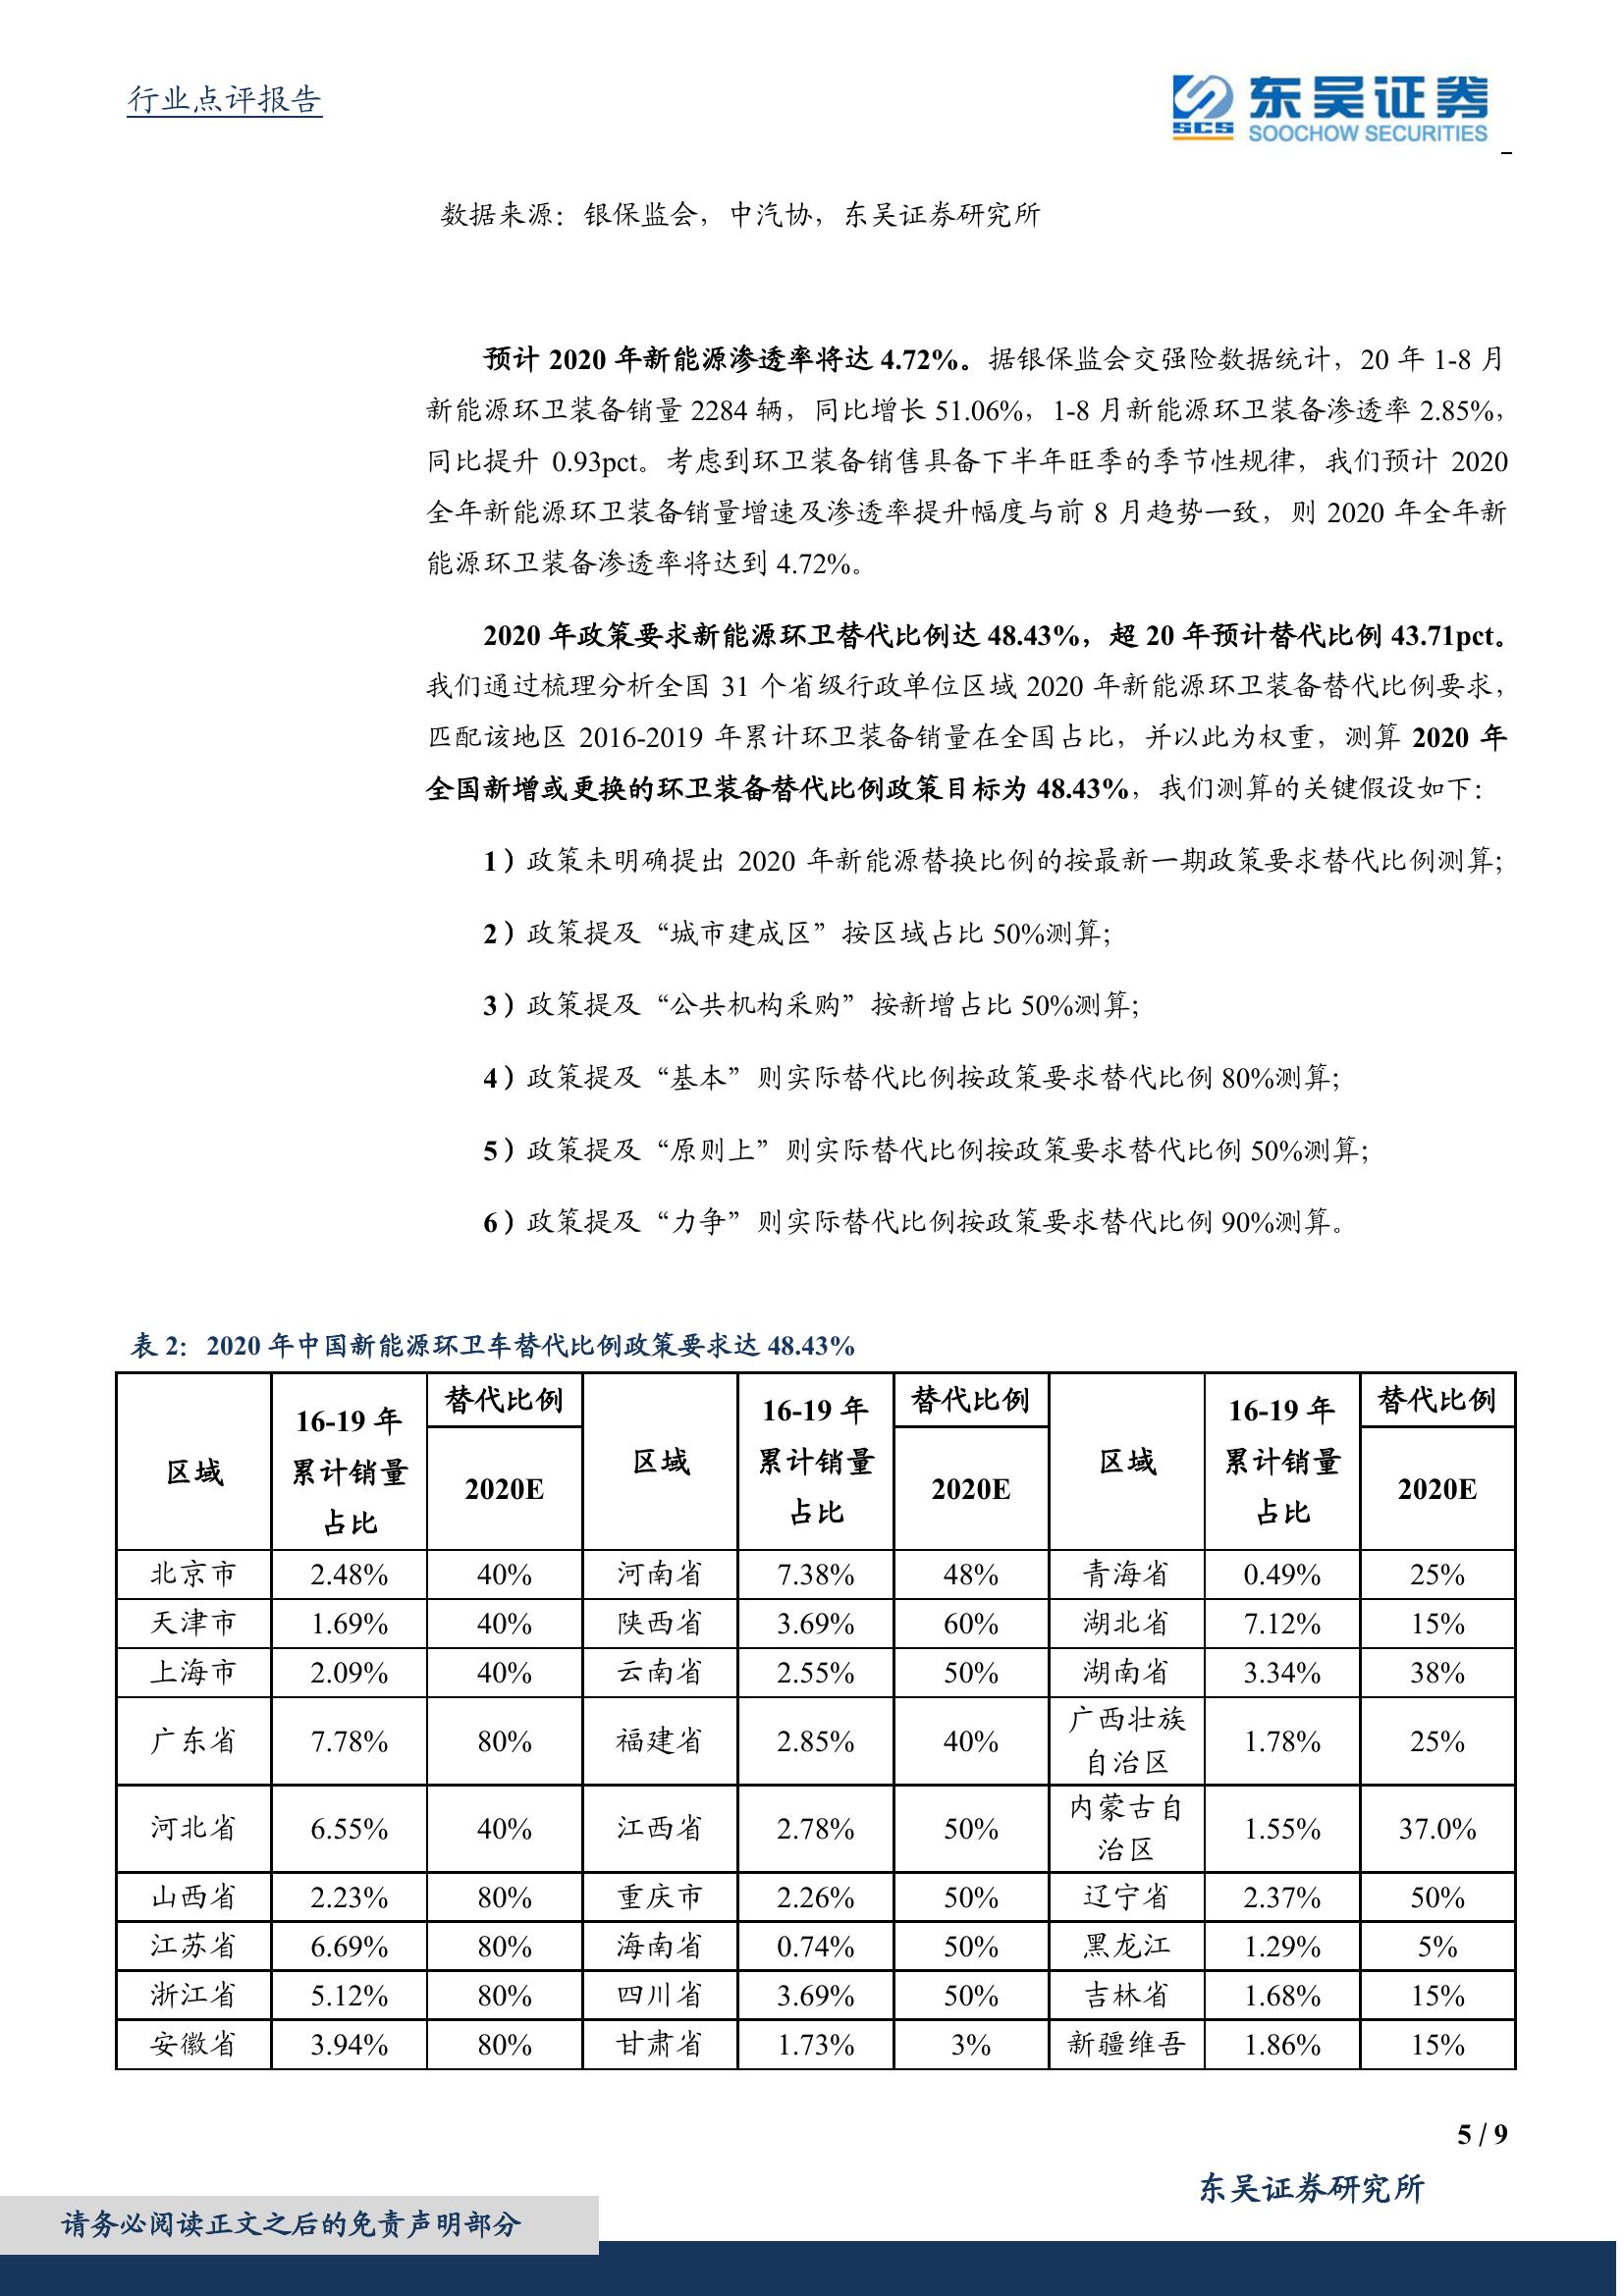 行业点评报告
SCS
东吴证券
SOOCHOW SECURITIES
数据来源：银保监会，中汽协，东吴证券研究所
预计 2020 年新能源渗透率将达 4.72%。据银保监会交强险数据统计，20 年 1-8 月
新能源环卫装备销量 2284 辆，同比增长 51.06%，1-8 月新能源环卫装备渗透率 2.85%，
同比提升 0.93pct。考虑到环卫装备销售具备下半年旺季的季节性规律，我们预计 2020
全年新能源环卫装备销量增速及渗透率提升幅度与前 8 月趋势一致，则 2020 年全年新
能源环卫装备渗透率将达到 4.72%。
2020 年政策要求新能源环卫替代比例达 48.43%，超 20 年预计替代比例 43.71pct。
我们通过梳理分析全国 31 个省级行政单位区域 2020 年新能源环卫装备替代比例要求，
匹配该地区 2016-2019 年累计环卫装备销量在全国占比，并以此为权重，测算 2020 年
全国新增或更换的环卫装备替代比例政策目标为 48.43%，我们测算的关键假设如下：
1）政策未明确提出 2020 年新能源替换比例的按最新一期政策要求替代比例测算；
2）政策提及“城市建成区”按区域占比 50%测算；
3）政策提及“公共机构采购”按新增占比 50%测算；
4）政策提及“基本”则实际替代比例按政策要求替代比例 80%测算；
5）政策提及“原则上”则实际替代比例按政策要求替代比例 50%测算；
6）政策提及“力争”则实际替代比例按政策要求替代比例 90%测算。
表 2：2020 年中国新能源环卫车替代比例政策要求达 48.43%
区域 16-19 年累计销量占比 替代比例 2020E 区域 16-19 年累计销量占比 替代比例 2020E 区域 16-19 年累计销量占比 替代比例 2020E
北京市 2.48% 40% 河南省 7.38% 48% 青海省 0.49% 25%
天津市 1.69% 40% 陕西省 3.69% 60% 湖北省 7.12% 15%
上海市 2.09% 40% 云南省 2.55% 50% 湖南省 3.34% 38%
广东省 7.78% 80% 福建省 2.85% 40% 广西壮族自治区 1.78% 25%
河北省 6.55% 40% 江西省 2.78% 50% 内蒙古自治区 1.55% 37.0%
山西省 2.23% 80% 重庆市 2.26% 50% 辽宁省 2.37% 50%
江苏省 6.69% 80% 海南省 0.74% 50% 黑龙江 1.29% 5%
浙江省 5.12% 80% 四川省 3.69% 50% 吉林省 1.68% 15%
安徽省 3.94% 80% 甘肃省 1.73% 3% 新疆维吾 1.86% 15%
5 / 9
东吴证券研究所
请务必阅读正文之后的免责声明部分